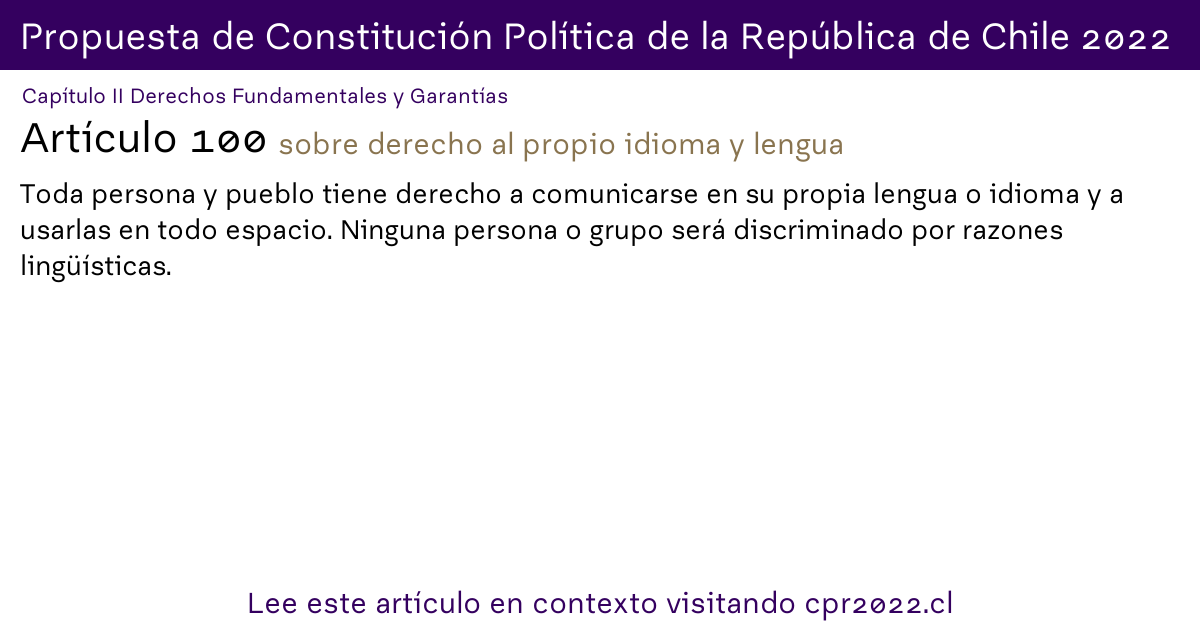 Propuesta de Constitución Política de la República de Chile 2022
Capítulo II Derechos Fundamentales y Garantías
Artículo 100 sobre derecho al propio idioma y lengua
Toda persona y pueblo tiene derecho a comunicarse en su propia lengua o idioma y a
usarlas en todo espacio. Ninguna persona o grupo será discriminado por razones
lingüísticas.
Lee este artículo en contexto visitando cpr2022.cl